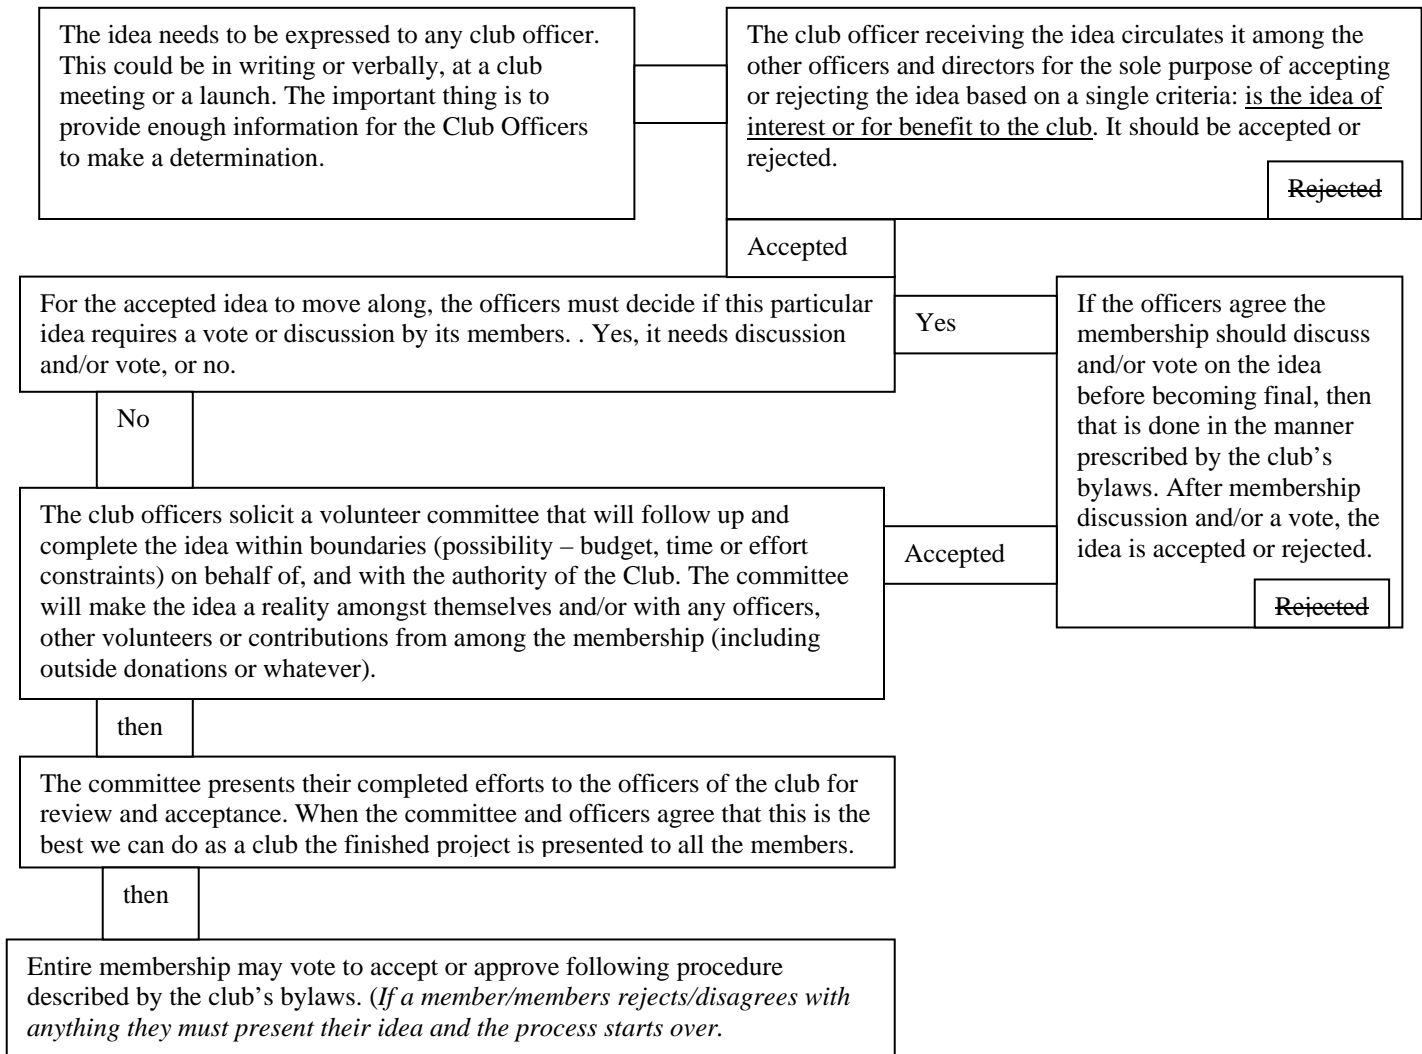 The idea needs to be expressed to any club officer.
This could be in writing or verbally, at a club
meeting or a launch. The important thing is to
provide enough information for the Club Officers
to make a determination.
The club officer receiving the idea circulates it among the
other officers and directors for the sole purpose of accepting
or rejecting the idea based on a single criteria: is the idea of
interest or for benefit to the club. It should be accepted or
rejected.
Rejected
Accepted
For the accepted idea to move along, the officers must decide if this particular
idea requires a vote or discussion by its members. . Yes, it needs discussion
and/or vote, or no.
Yes
If the officers agree the
membership should discuss
and/or vote on the idea
before becoming final, then
that is done in the manner
prescribed by the club’s
bylaws. After membership
discussion and/or a vote, the
idea is accepted or rejected.
Rejected
No
Accepted
The club officers solicit a volunteer committee that will follow up and
complete the idea within boundaries (possibility – budget, time or effort
constraints) on behalf of, and with the authority of the Club. The committee
will make the idea a reality amongst themselves and/or with any officers,
other volunteers or contributions from among the membership (including
outside donations or whatever).
then
The committee presents their completed efforts to the officers of the club for
review and acceptance. When the committee and officers agree that this is the
best we can do as a club the finished project is presented to all the members.
then
Entire membership may vote to accept or approve following procedure
described by the club’s bylaws. (If a member/members rejects/disagrees with
anything they must present their idea and the process starts over.